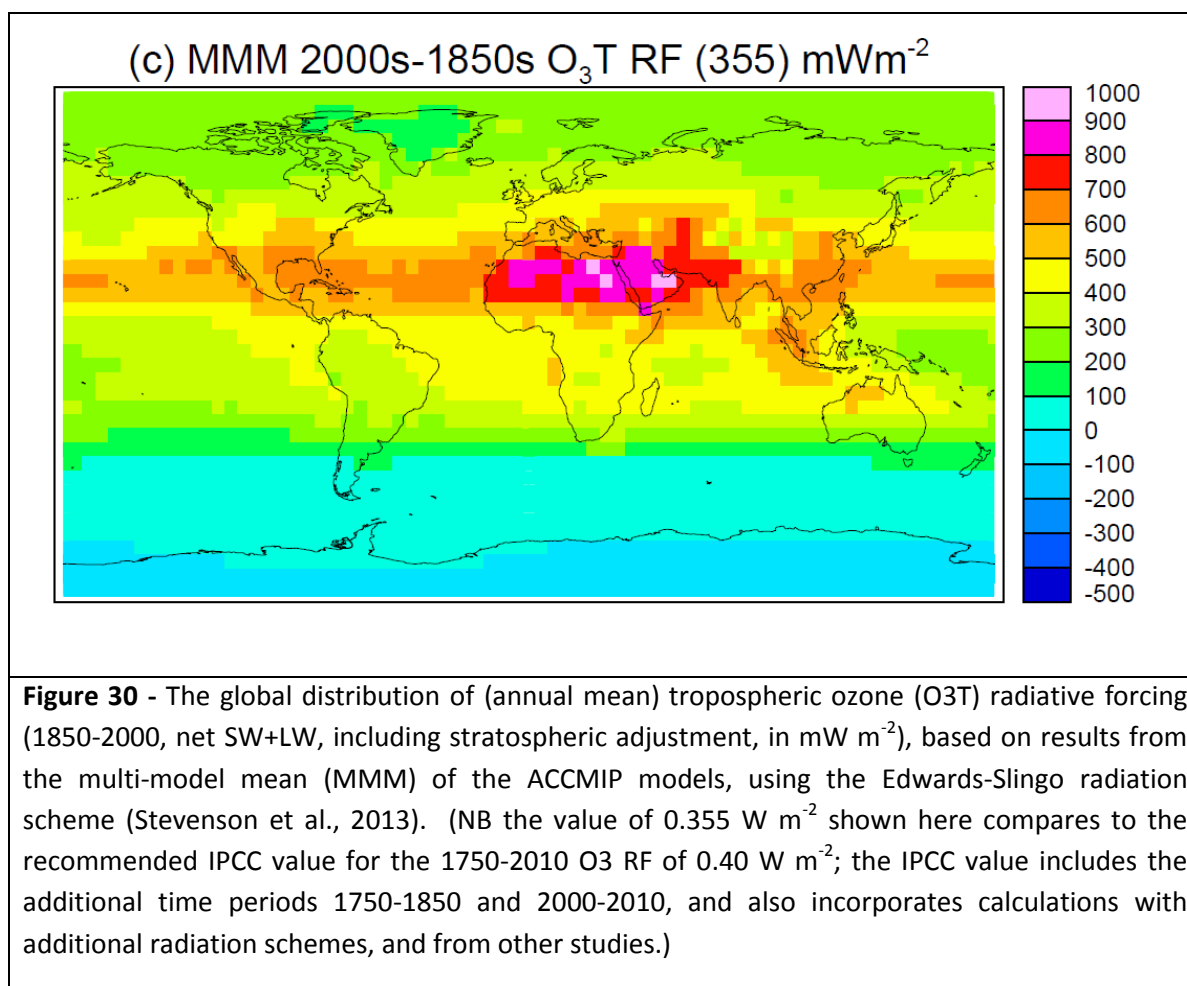 (c) MMM 2000s-1850s O₃T RF (355) mWm⁻²
1000
900
800
700
600
500
400
300
200
100
0
-100
-200
-300
-400
-500
Figure 30 - The global distribution of (annual mean) tropospheric ozone (O3T) radiative forcing
(1850-2000, net SW+LW, including stratospheric adjustment, in mW m⁻²), based on results from
the multi-model mean (MMM) of the ACCMIP models, using the Edwards-Slingo radiation
scheme (Stevenson et al., 2013). (NB the value of 0.355 W m⁻² shown here compares to the
recommended IPCC value for the 1750-2010 O3 RF of 0.40 W m⁻²; the IPCC value includes the
additional time periods 1750-1850 and 2000-2010, and also incorporates calculations with
additional radiation schemes, and from other studies.)